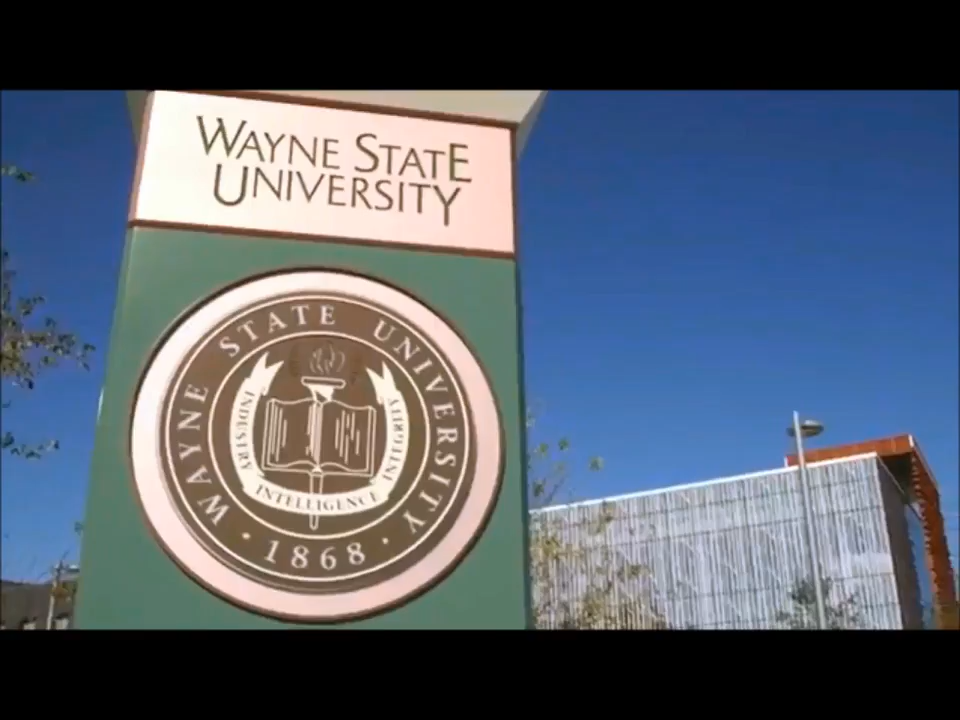 WAYNE STATE
UNIVERSITY
WAYNE STATE UNIVERSITY
INDUSTRY INTELLIGENCE INTEGRITY
· 1868 ·